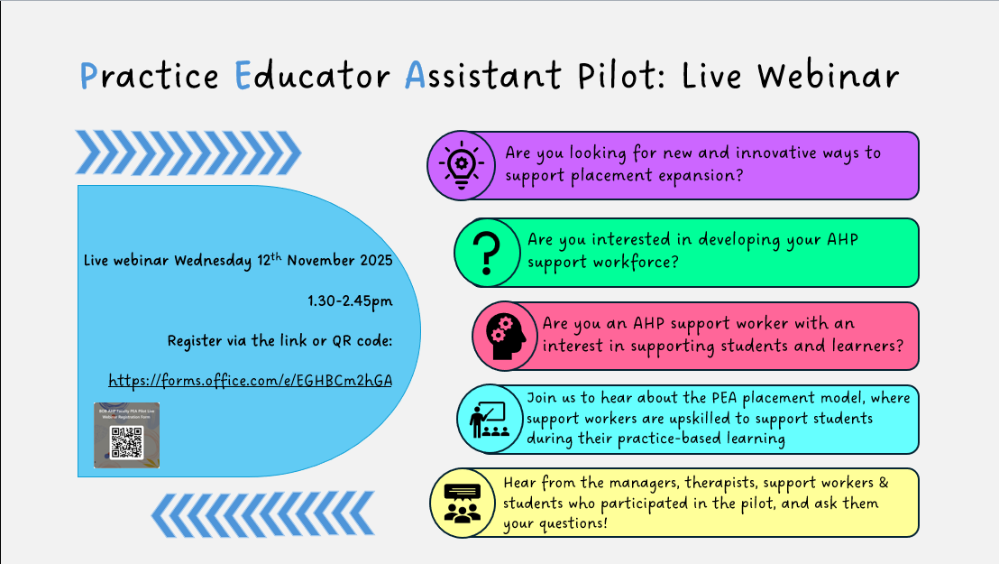 Practice Educator Assistant Pilot: Live Webinar
Live webinar Wednesday 12th November 2025
1.30-2.45pm
Register via the link or QR code:
https://forms.office.com/e/EGHBCm2hGA
BOB AHP Faculty PEA Pilot Live
Webinar Registration Form
Are you looking for new and innovative ways to
support placement expansion?
Are you interested in developing your AHP
support workforce?
Are you an AHP support worker with an
interest in supporting students and learners?
Join us to hear about the PEA placement model, where
support workers are upskilled to support students
during their practice-based learning
Hear from the managers, therapists, support workers &
students who participated in the pilot, and ask them
your questions!